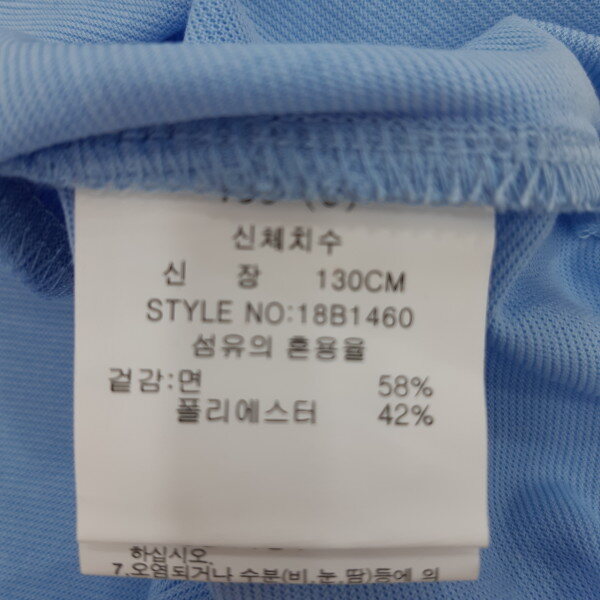 신체치수
신 장 130CM
STYLE NO:18B1460
섬유의 혼용율
겉감:면 58%
폴리에스터 42%
하십시오.
7.오염되거나 수분(비,눈,땀)등에 의